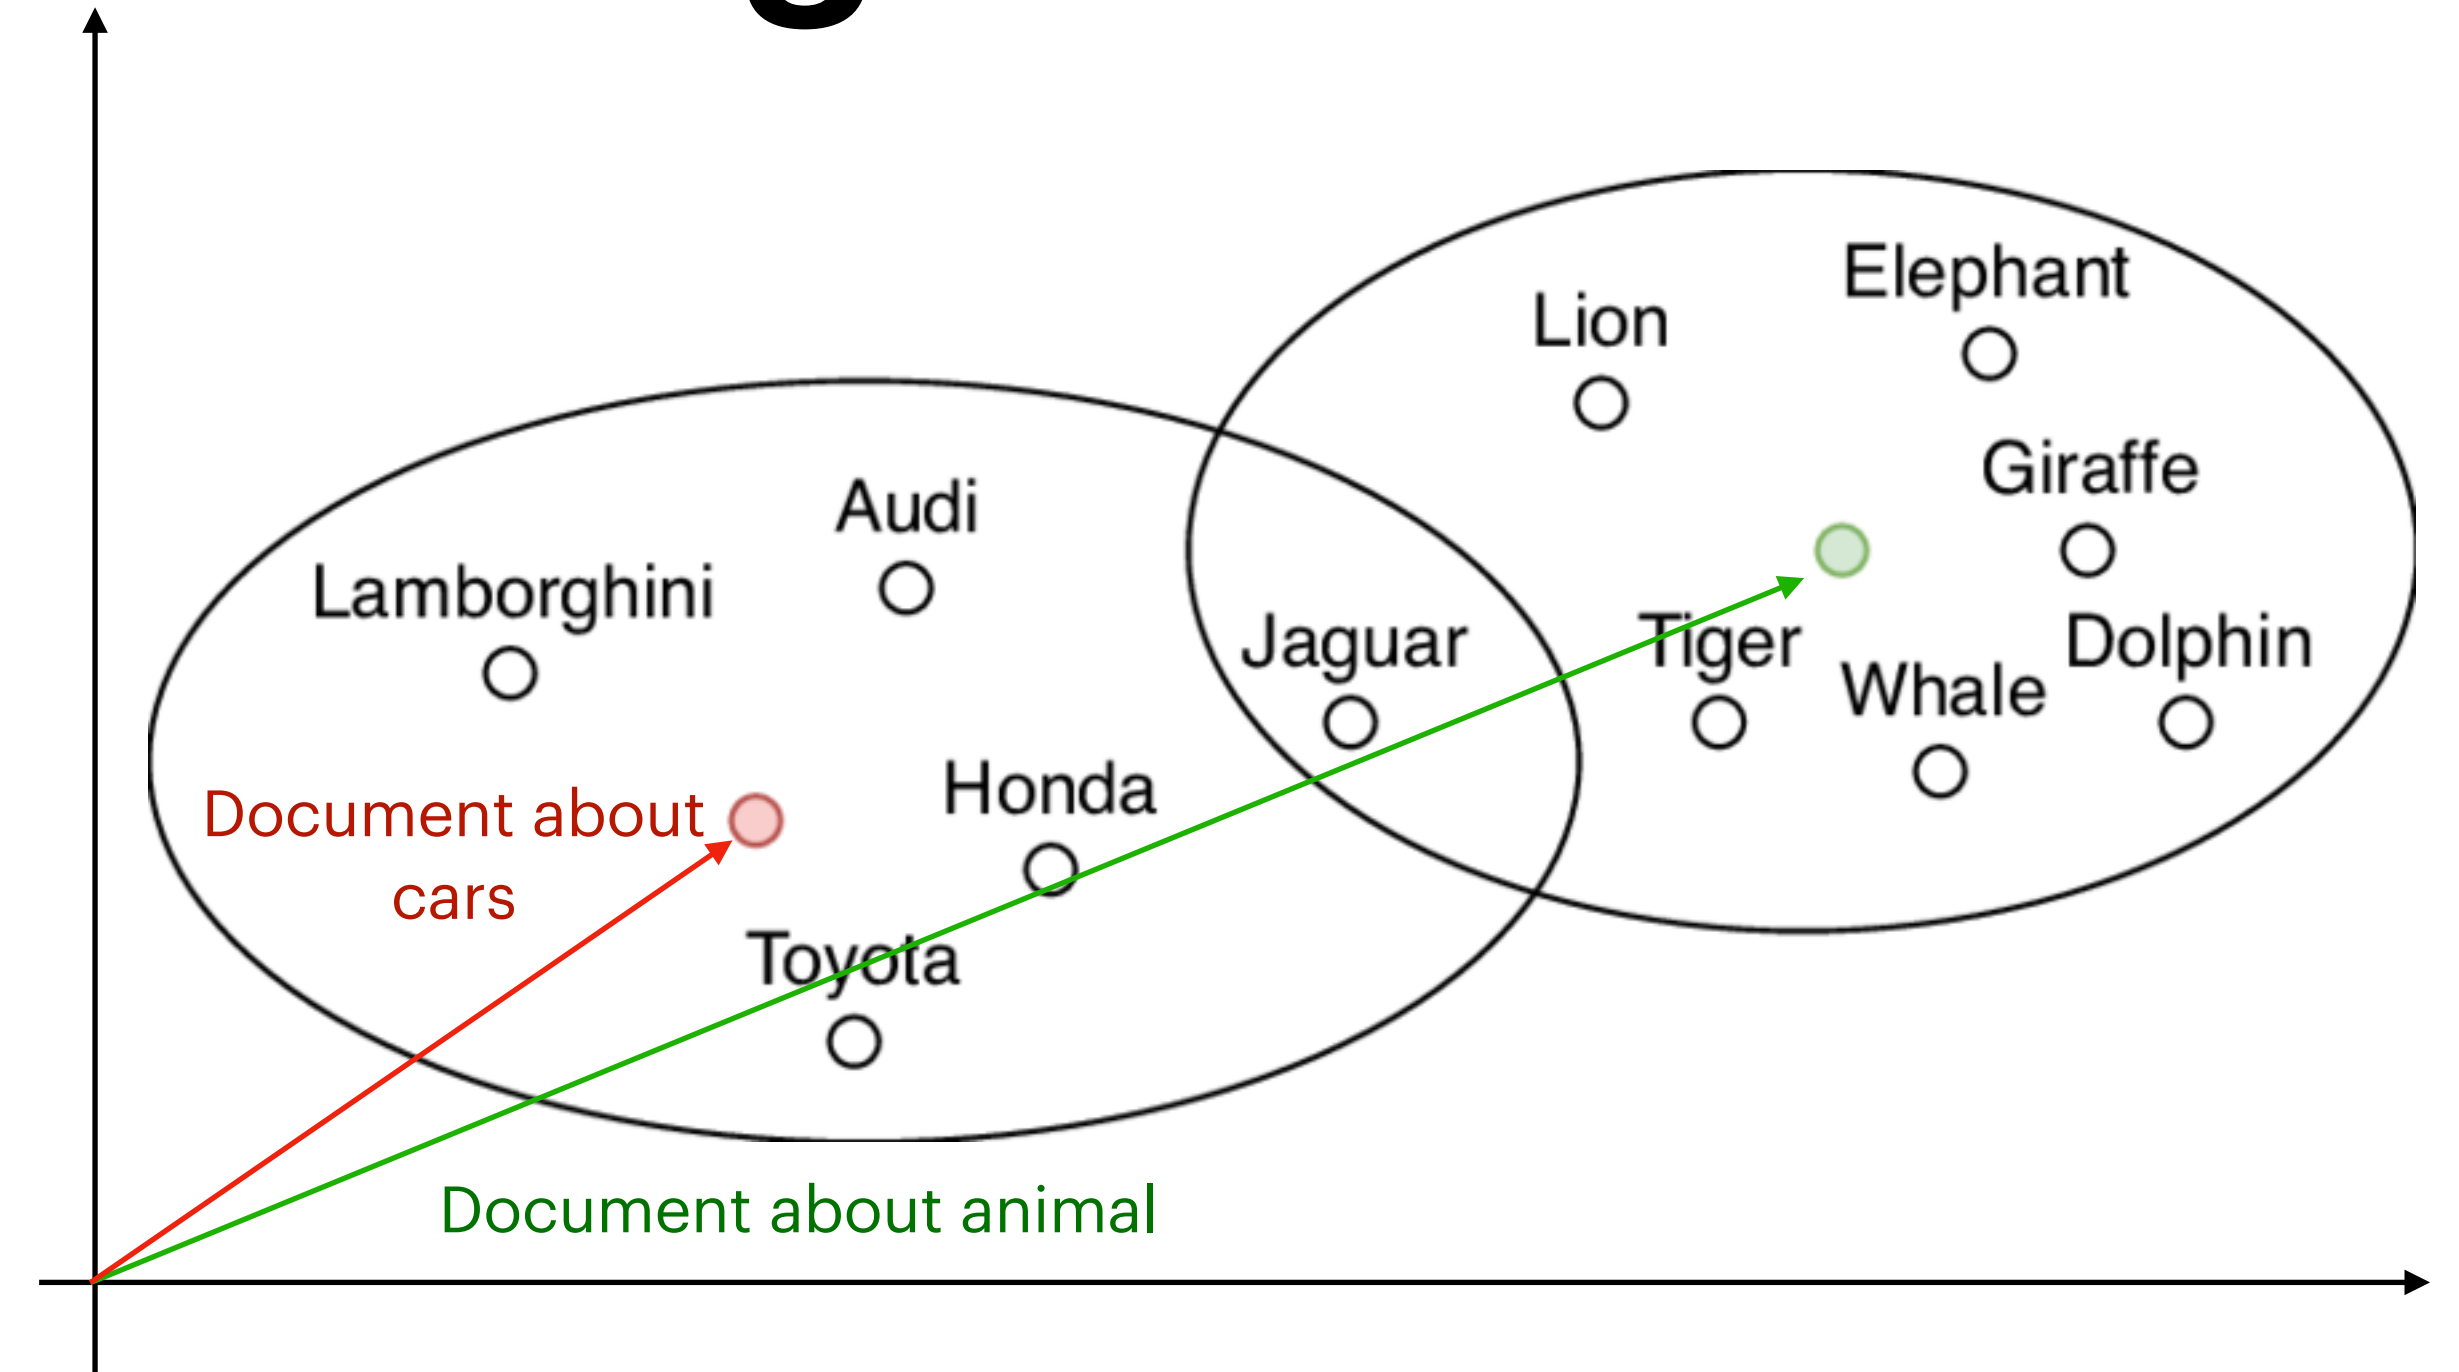 Elephant
Lion
Giraffe
Audi
Lamborghini
Jaguar
Tiger
Dolphin
Whale
Honda
Document about
cars
Toyota
Document about animal